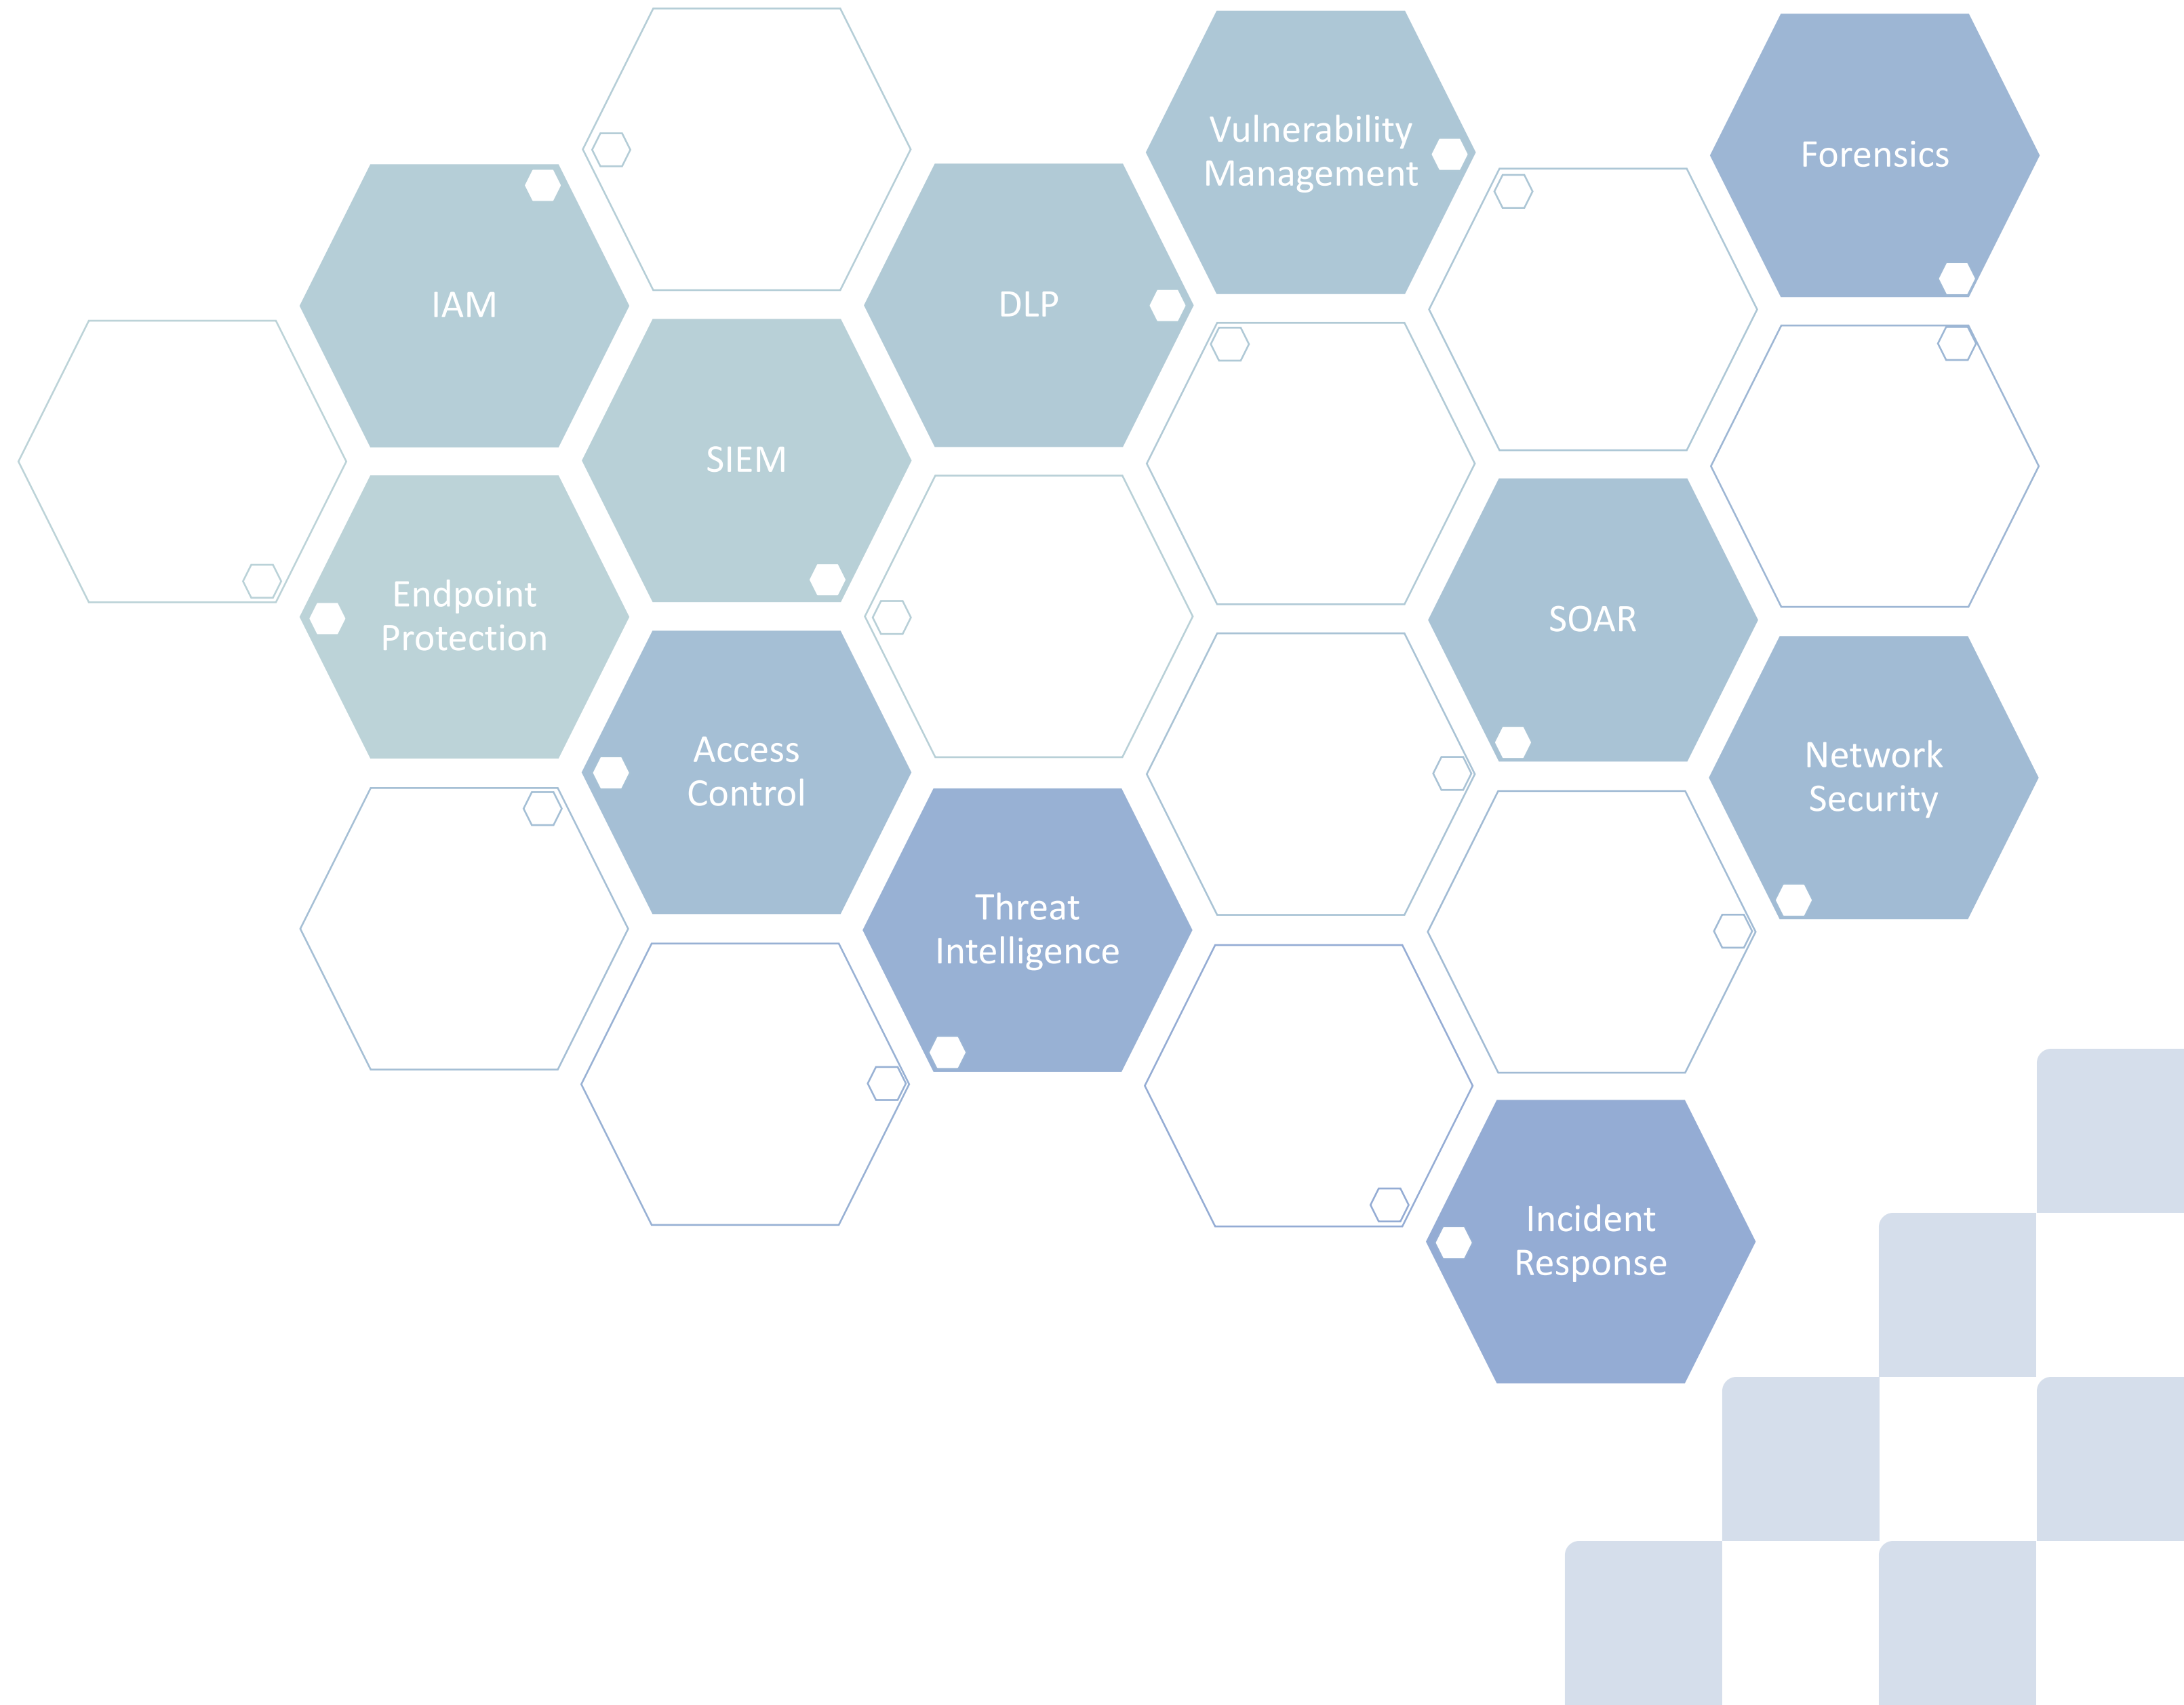 Vulnerability
Management
Forensics
IAM
DLP
SIEM
Endpoint
Protection
SOAR
Access
Control
Network
Security
Threat
Intelligence
Incident
Response